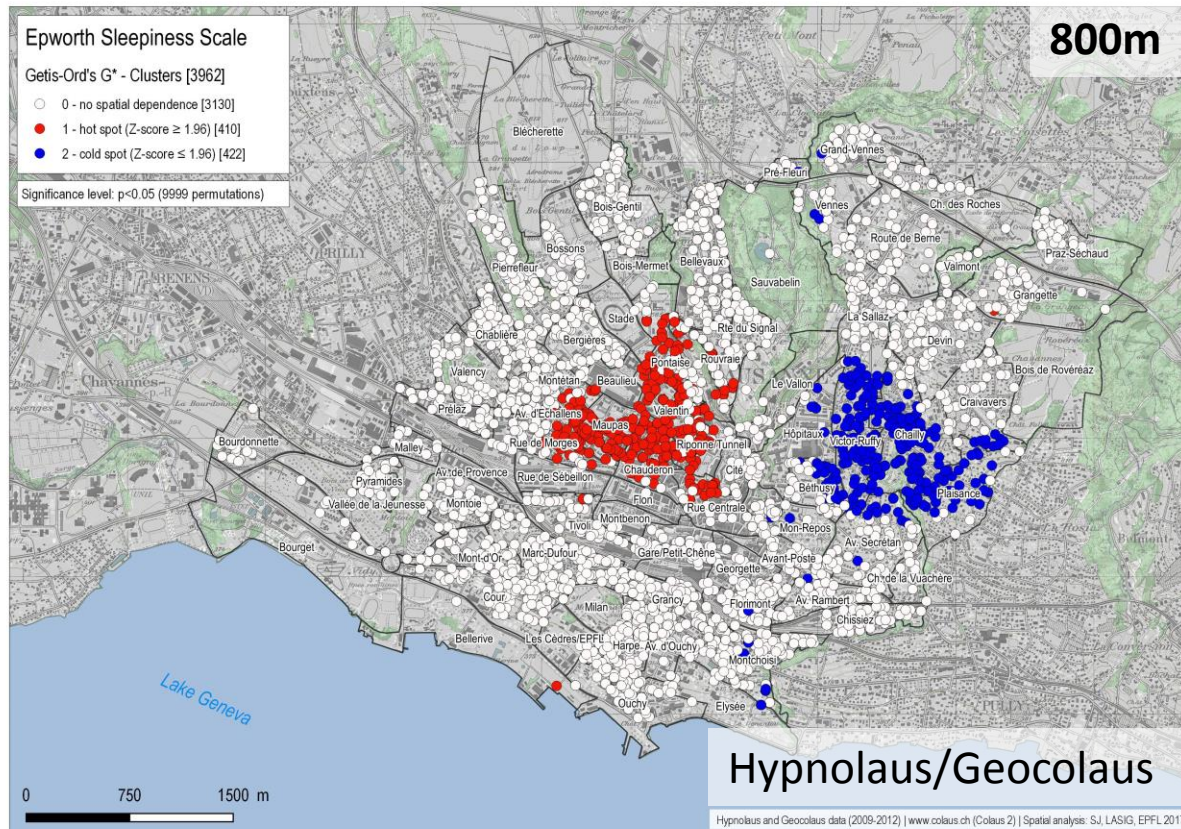 Epworth Sleepiness Scale
Getis-Ord's G* - Clusters [3962]
0 - no spatial dependence [3130]
1 - hot spot (Z-score ≥ 1.96) [410]
2 - cold spot (Z-score ≤ 1.96) [422]
Significance level: p<0.05 (9999 permutations)
800m
Blécherette
Grand-Vennes
Pré-Fleuri
Ch. des Roches
Vennes
Bois-Gentil
Route de Berne
Praz-Séchaud
Bossons
Bellevaux
Bois-Mermet
Pierrefleur
Valmont
Sauvabelin
Grangette
Stade
La Sallaz
Rte du Signal
Chablière
Bergières
Devin
Pontaise
Rouvraie
Bois de Rovéréaz
Valency
Montétan
Beaulieu
Le Vallon
Prélaz
Av. d'Echallens
Valentin
Craivavers
Maupas
Hôpitaux
Chailly
Bourdonnette
Rue de Morges
Riponne Tunnel
Victor-Ruffy
Malley
Chauderon
Cité
Av. de Provence
Rue de Sébeillon
Pyramides
Béthusy
Plaisance
Vallée de la Jeunesse
Montoie
Flon
Rue Centrale
Tivoli
Montbenon
Mon-Repos
Av. Secrétan
Bourget
Mont-d'Or
Marc-Dufour
Gare/Petit-Chêne
Avant-Poste
Georgette
Ch. de la Vuachère
Cour
Milan
Grancy
Florimont
Av. Rambert
Chissiez
Bellerive
Les Cèdres/EPFL
Harpe
Av. d'Ouchy
Montchoisi
Ouchy
Elysée
Lake Geneva
RENENS
PRILLY
Chavannes
PULLY
Belmont
UNIL
0 750 1500 m
Hypnolaus/Geocolaus
Hypnolaus and Geocolaus data (2009-2012) | www.colaus.ch (Colaus 2) | Spatial analysis: SJ, LASIG, EPFL 2017